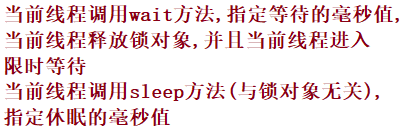 当前线程调用wait方法,指定等待的毫秒值,
当前线程释放锁对象,并且当前线程进入
限时等待
当前线程调用sleep方法(与锁对象无关),
指定休眠的毫秒值